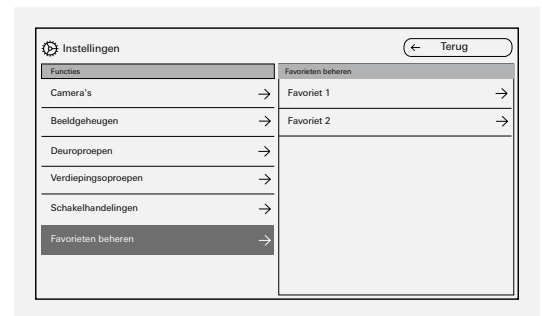 Instellingen
Terug
Functies
Favorieten beheren
Camera's
Favoriet 1
Beeldgeheugen
Favoriet 2
Deuroproepen
Verdiepingsoproepen
Schakelhandelingen
Favorieten beheren